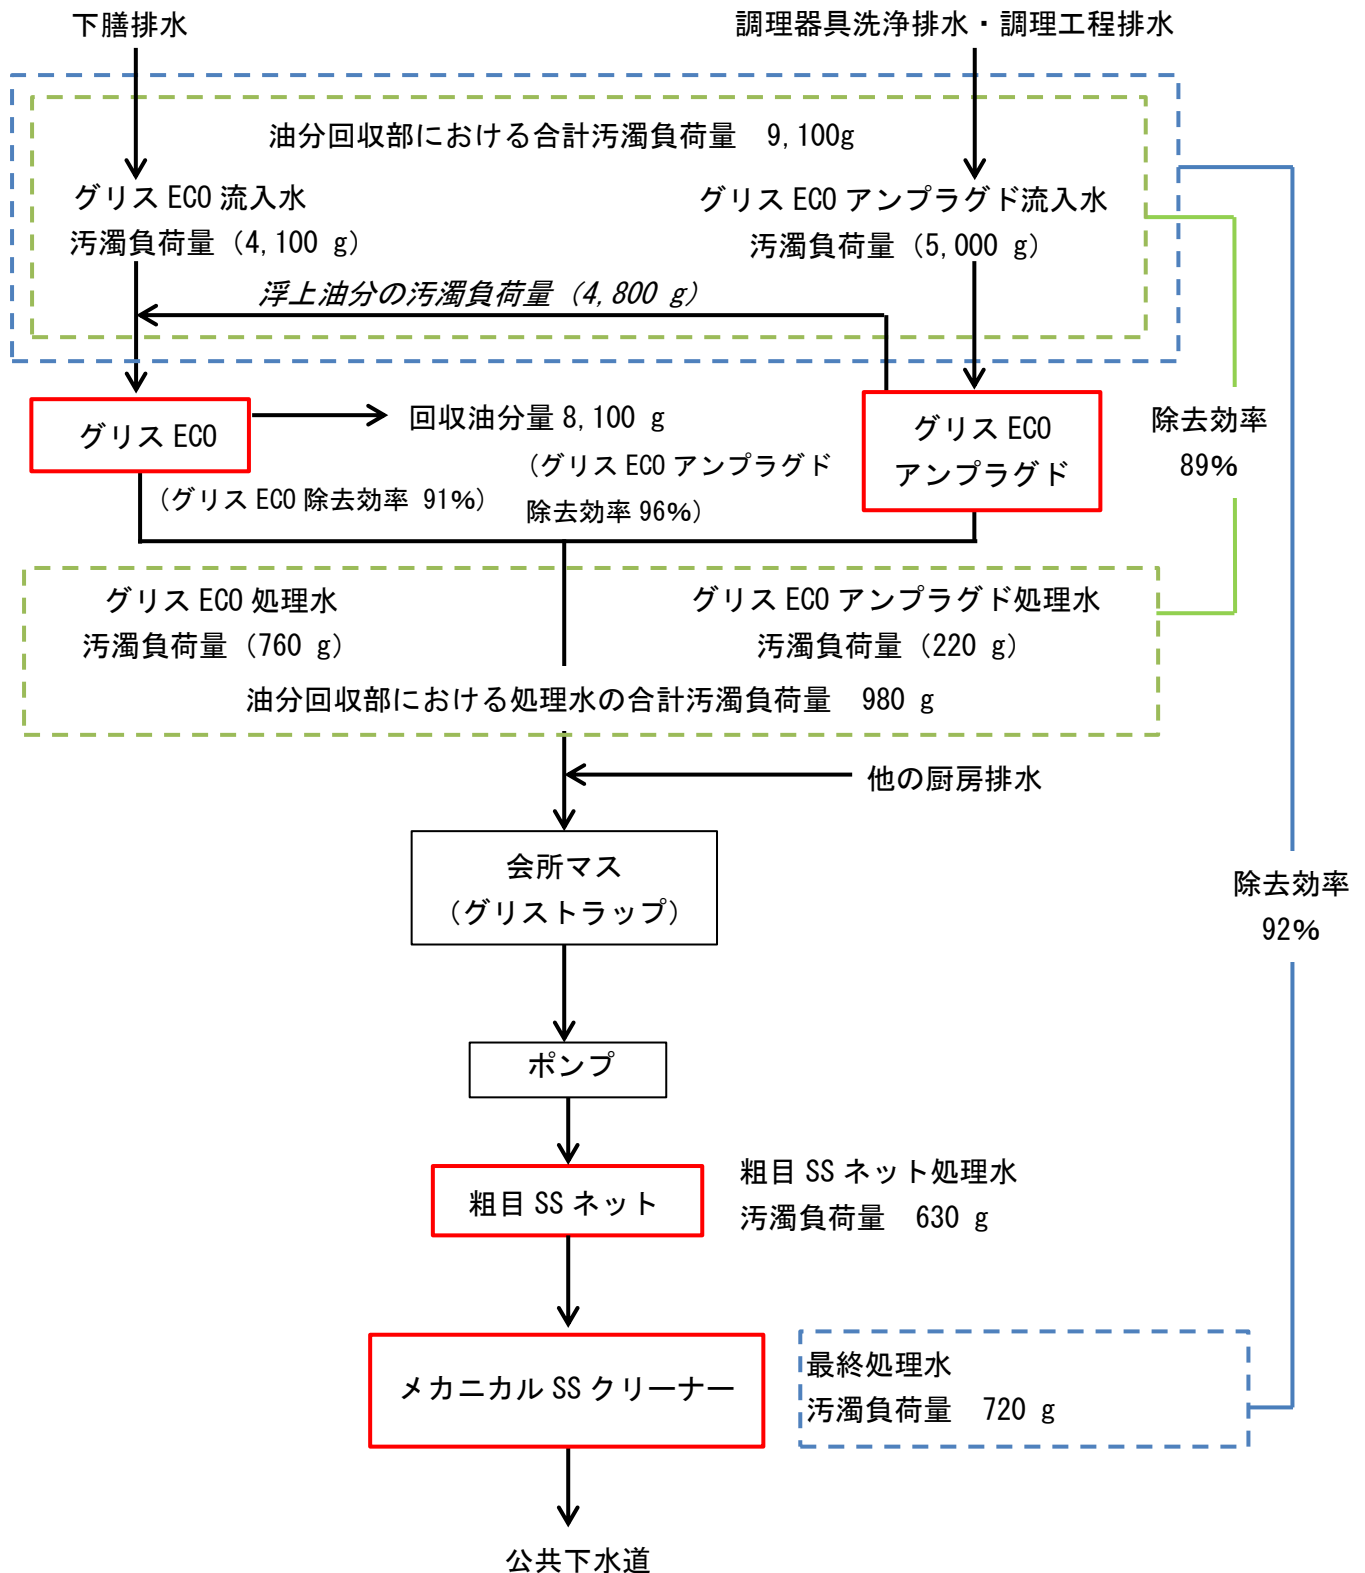 下膳排水
調理器具洗浄排水・調理工程排水
油分回収部における合計汚濁負荷量　9,100g
グリス ECO 流入水
汚濁負荷量（4,100 g）
グリス ECO アンプラグド流入水
汚濁負荷量（5,000 g）
浮上油分の汚濁負荷量（4,800 g）
グリス ECO
回収油分量 8,100 g
グリス ECO
アンプラグド
除去効率
89%
（グリス ECO 除去効率 91%）
（グリス ECO アンプラグド
除去効率 96%）
グリス ECO 処理水
汚濁負荷量（760 g）
グリス ECO アンプラグド処理水
汚濁負荷量（220 g）
油分回収部における処理水の合計汚濁負荷量　980 g
他の厨房排水
会所マス
（グリストラップ）
除去効率
92%
ポンプ
粗目 SS ネット
粗目 SS ネット処理水
汚濁負荷量　630 g
メカニカル SS クリーナー
最終処理水
汚濁負荷量　720 g
公共下水道